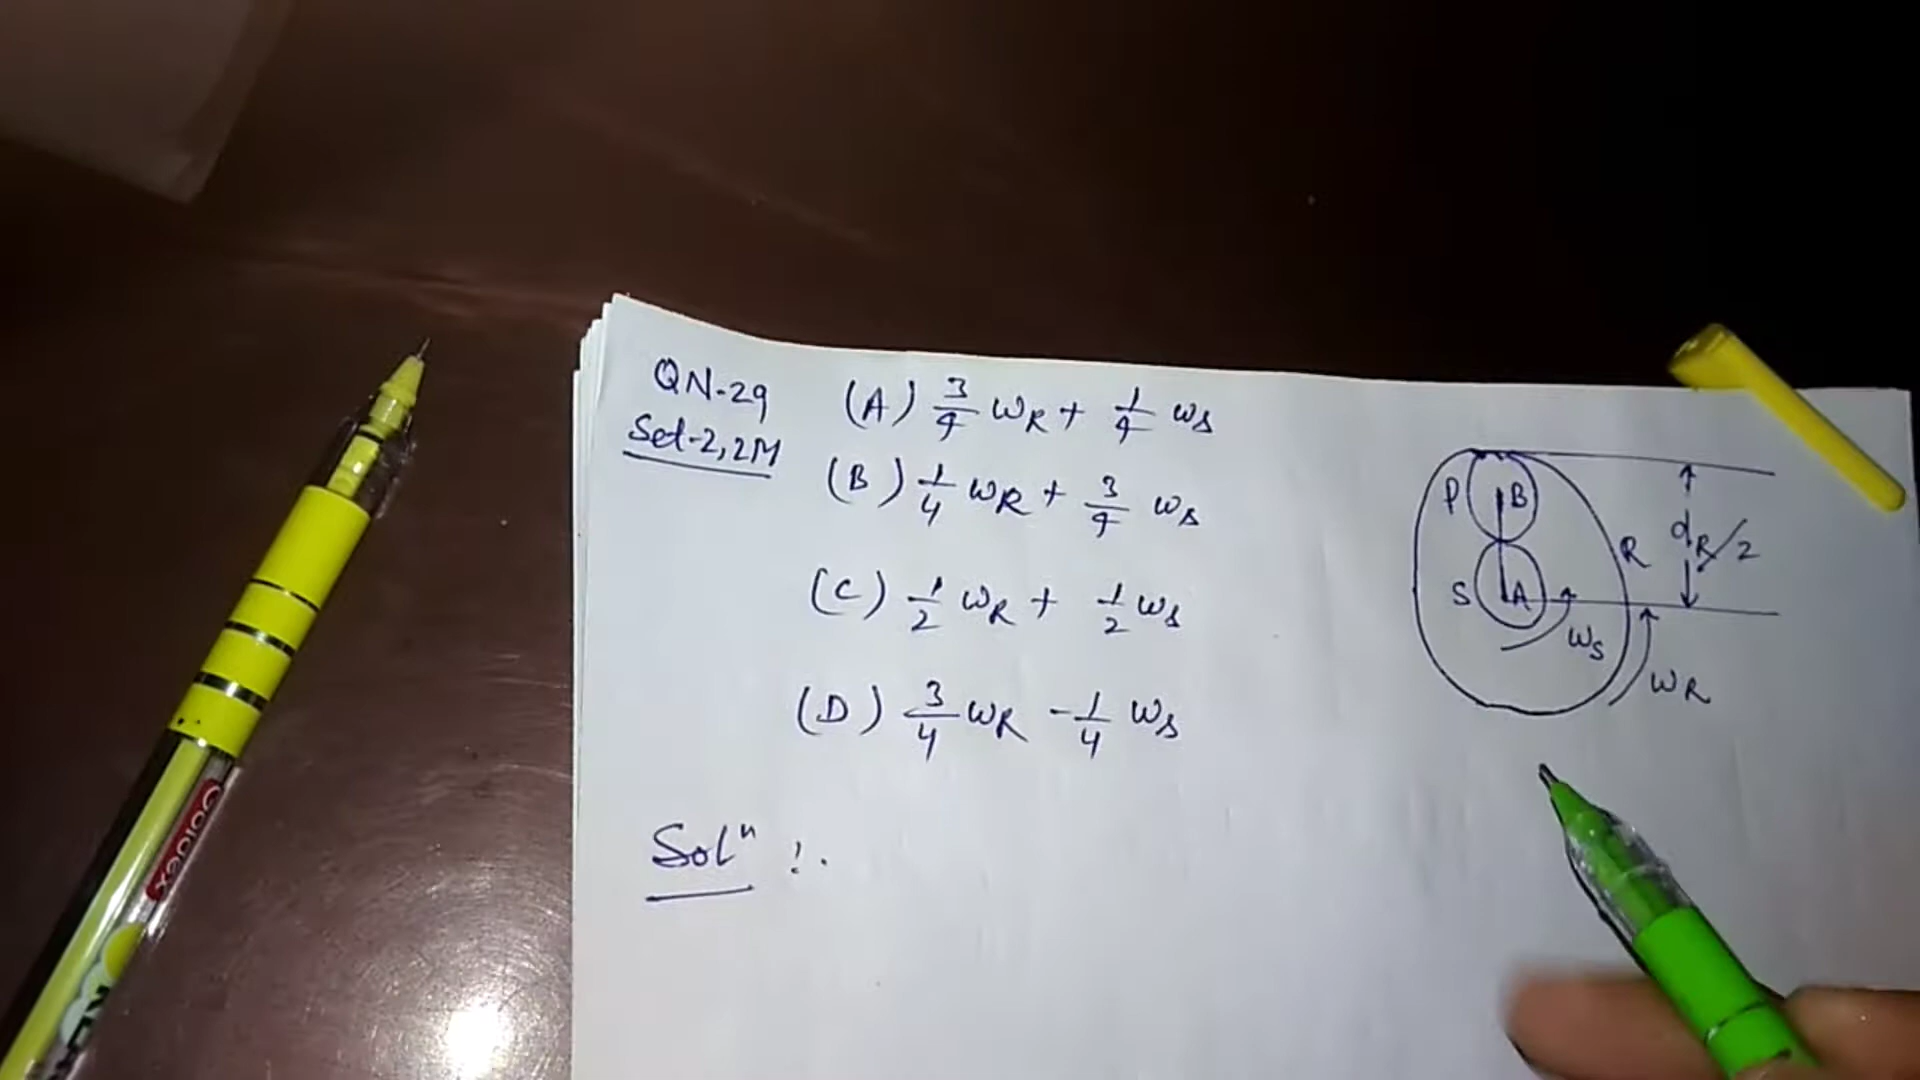 QN-29
Set-2, 2M
(A) 3/4 ωR + 1/4 ωs
(B) 1/4 ωR + 3/4 ωs
(C) 1/2 ωR + 1/2 ωs
(D) 3/4 ωR - 1/4 ωs
P B
S A
R
dR/2
ωs
ωR
Solⁿ :.
Goldex